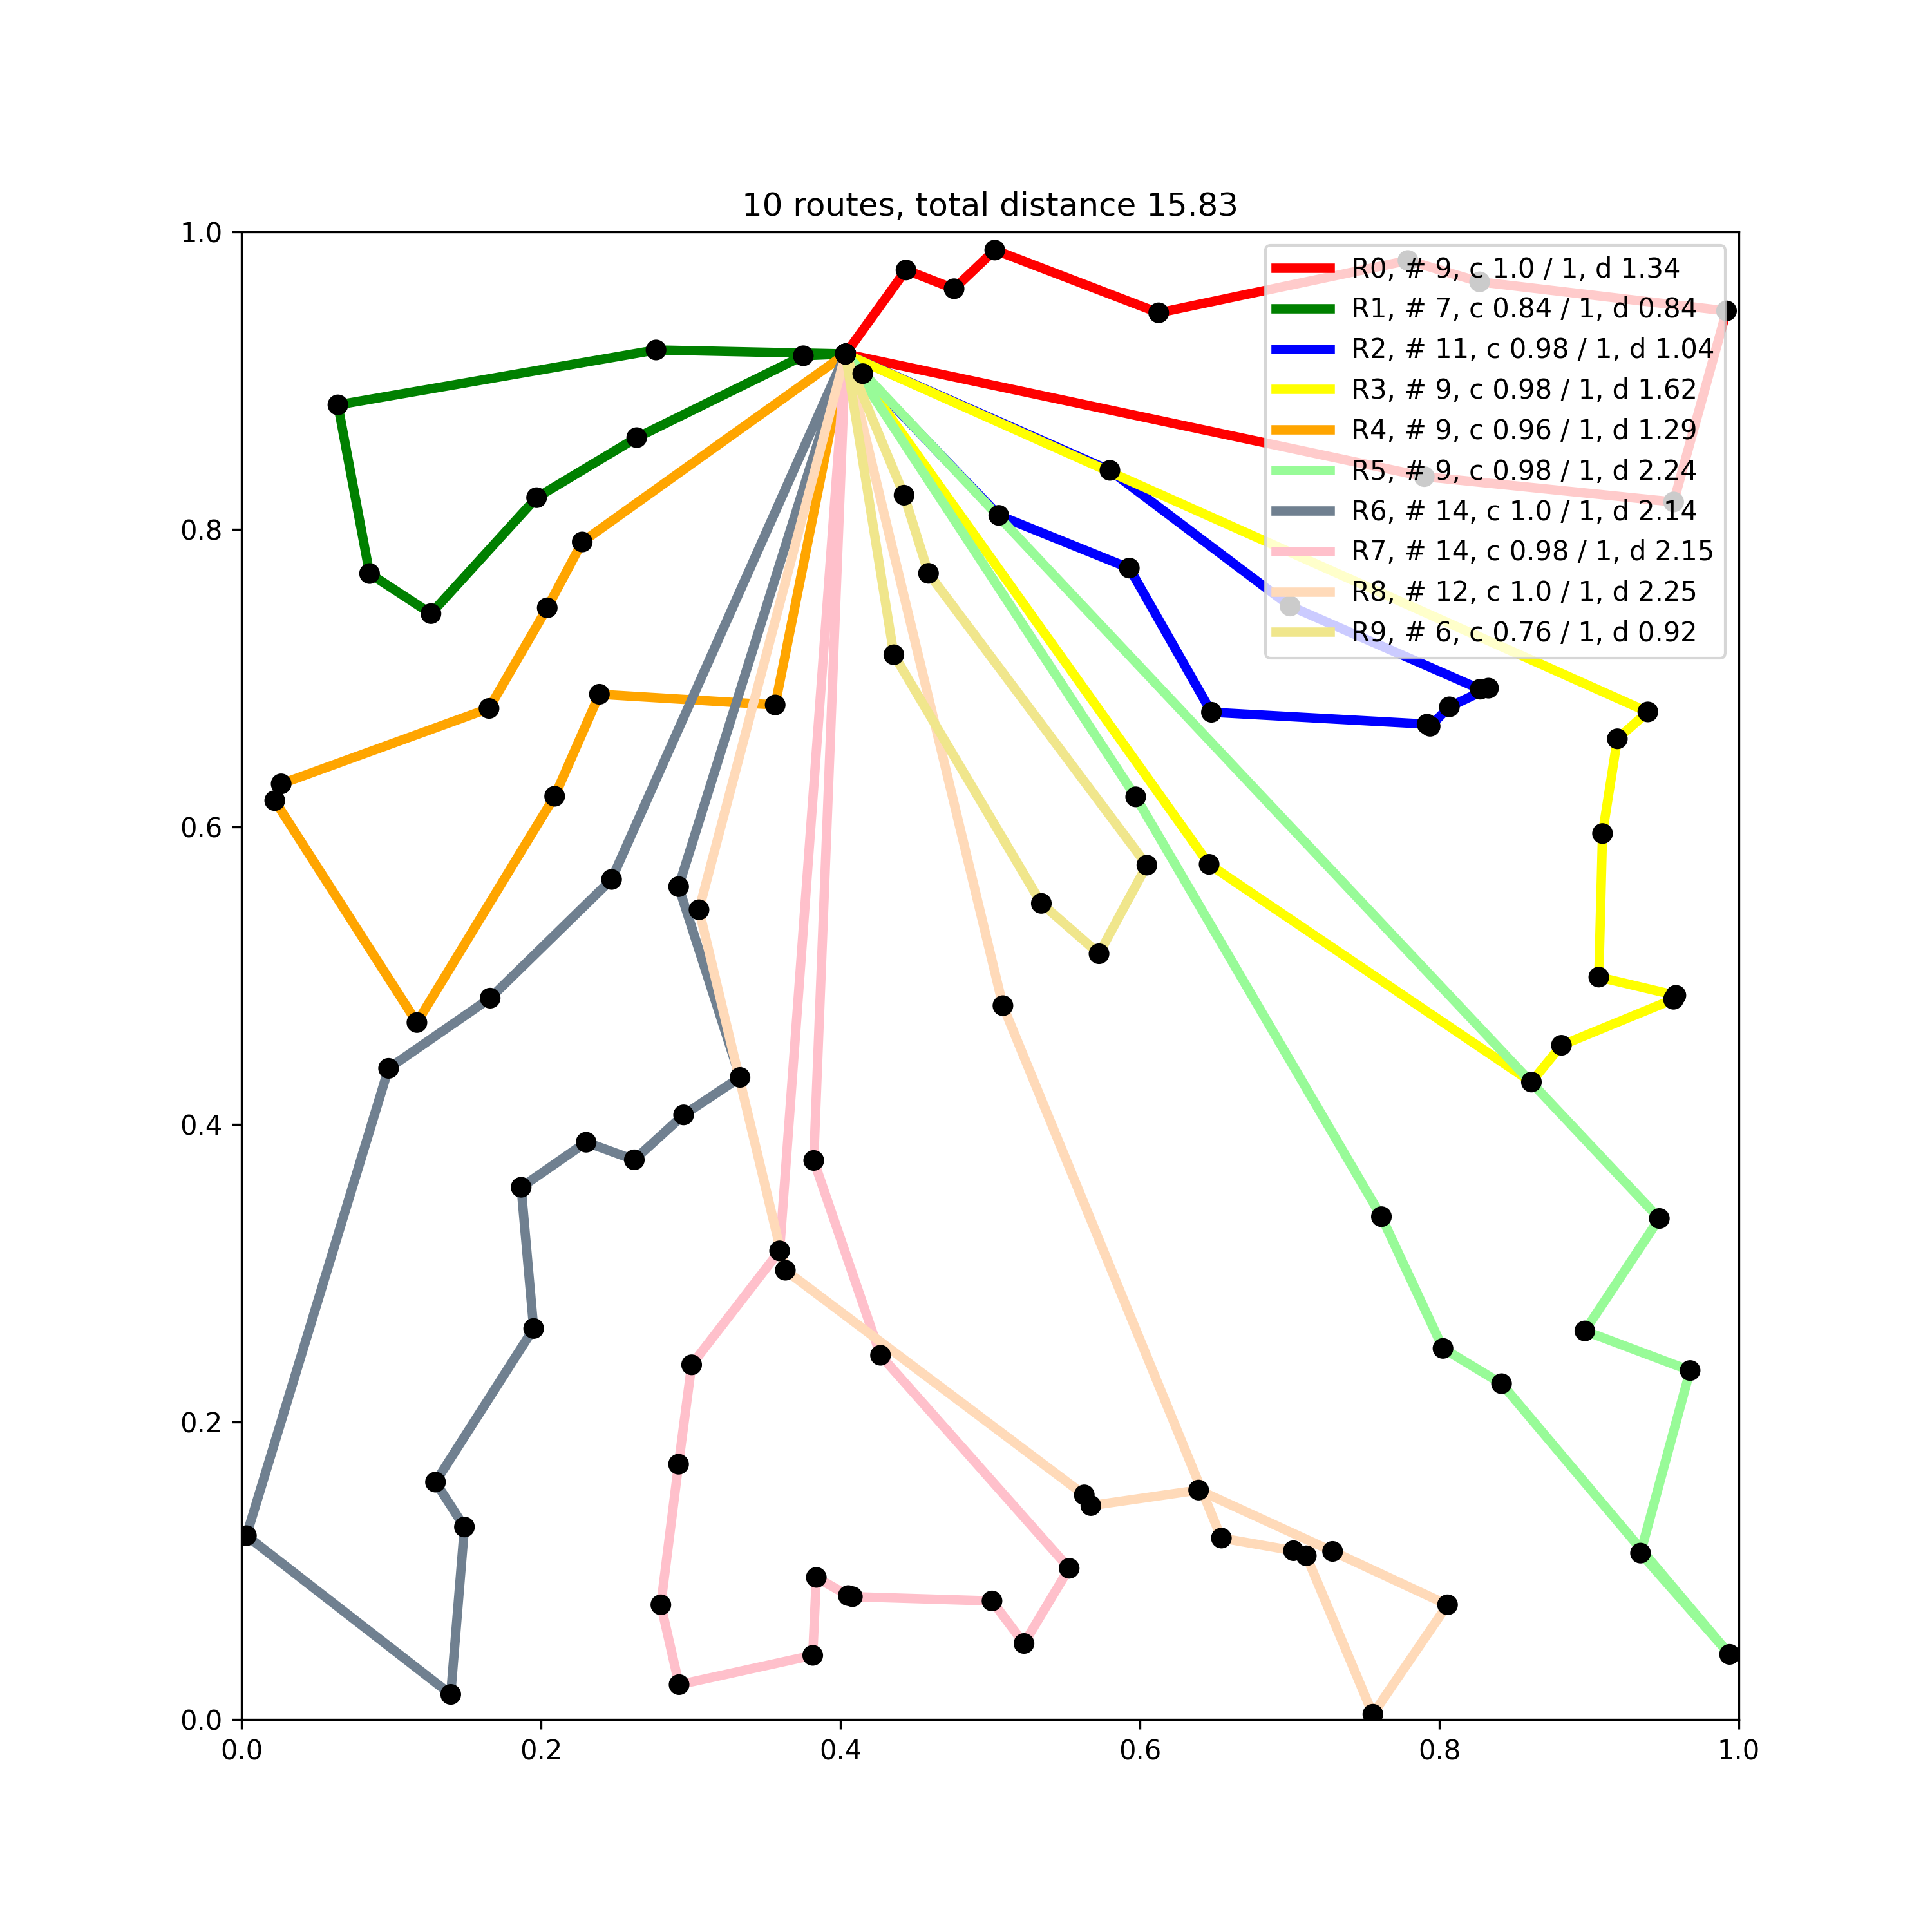 10 routes, total distance 15.83
1.0
R0, # 9, c 1.0 / 1, d 1.34
R1, # 7, c 0.84 / 1, d 0.84
R2, # 11, c 0.98 / 1, d 1.04
R3, # 9, c 0.98 / 1, d 1.62
R4, # 9, c 0.96 / 1, d 1.29
R5, # 9, c 0.98 / 1, d 2.24
R6, # 14, c 1.0 / 1, d 2.14
R7, # 14, c 0.98 / 1, d 2.15
R8, # 12, c 1.0 / 1, d 2.25
R9, # 6, c 0.76 / 1, d 0.92
0.8
0.6
0.4
0.2
0.0
0.0 0.2 0.4 0.6 0.8 1.0